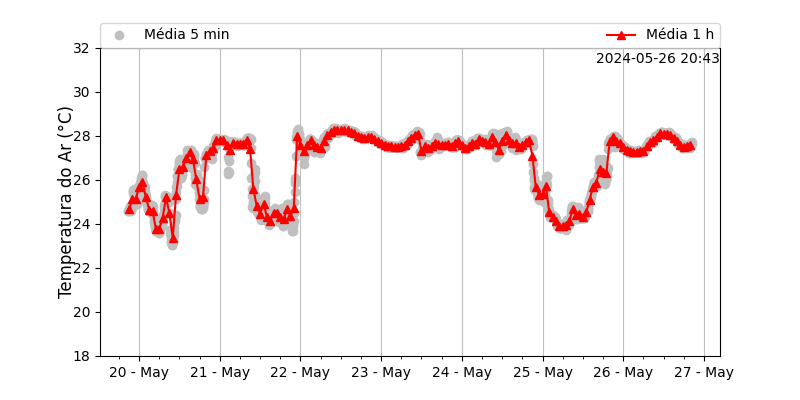 Média 5 min
Média 1 h
2024-05-26 20:43
Temperatura do Ar (°C)
32
30
28
26
24
22
20
18
20 - May
21 - May
22 - May
23 - May
24 - May
25 - May
26 - May
27 - May